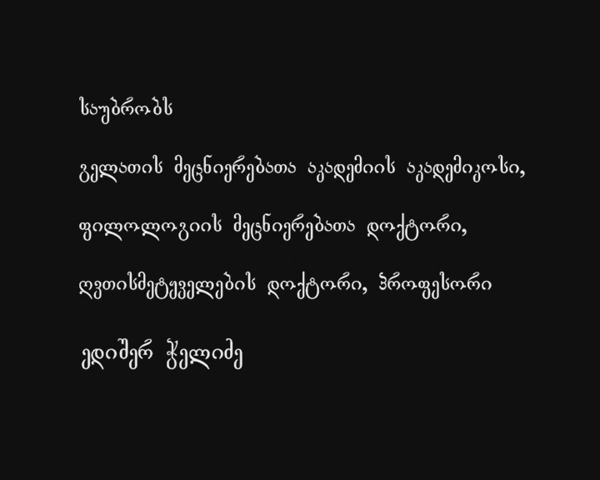 საუბრობს
გელათის მეცნიერებათა აკადემიის აკადემიკოსი,
ფილოლოგიის მეცნიერებათა დოქტორი,
ღვთისმეტყველების დოქტორი, პროფესორი
ედიშერ ჭელიძე